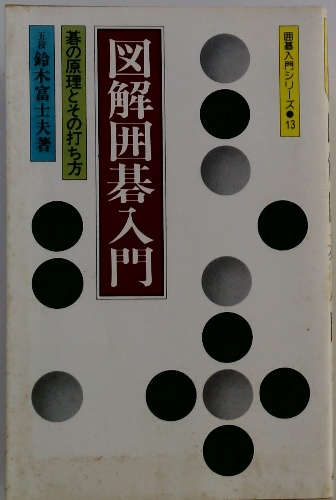 囲碁入門シリーズ●13
図解囲碁入門
碁の原理とその打ち方
五段 鈴木富士夫著